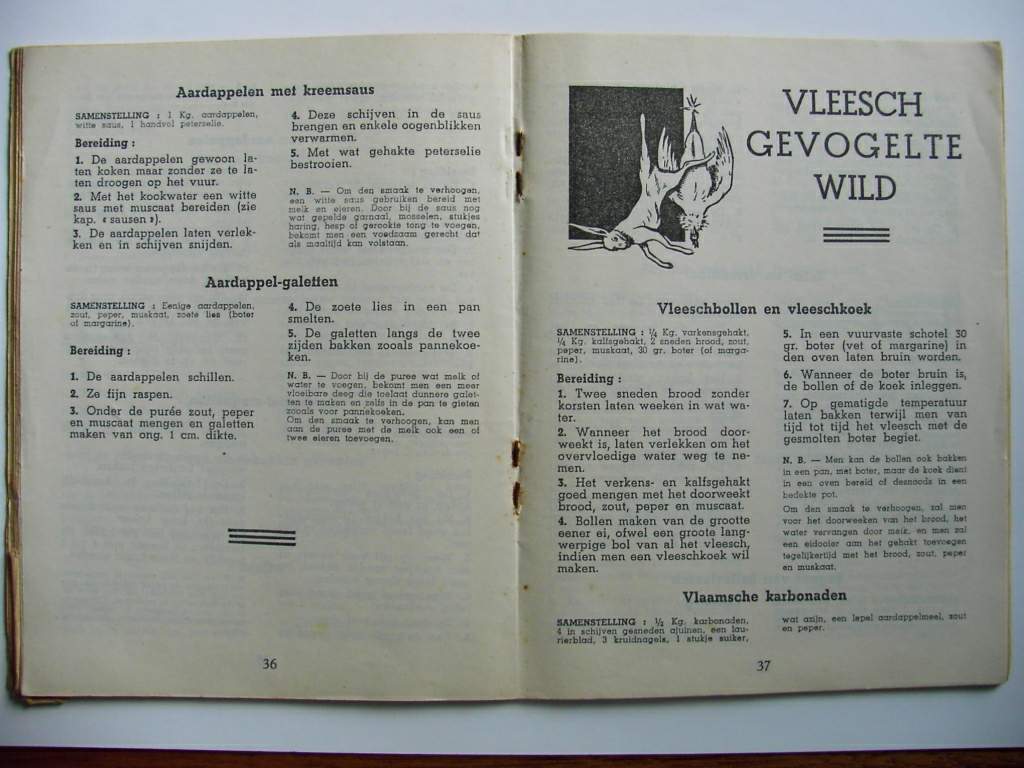 Aardappelen met kreemsaus
SAMENSTELLING : 1 Kg. aardappelen,
witte saus, 1 handvol peterselie.
Bereiding :
1. De aardappelen gewoon la-
ten koken maar zonder ze te la-
ten droogen op het vuur.
2. Met het kookwater een witte
saus met muscaat bereiden (zie
kap. « sausen »).
3. De aardappelen laten verlek-
ken en in schijven snijden.
4. Deze schijven in de saus
brengen en enkele oogenblikken
verwarmen.
5. Met wat gehakte peterselie
bestrooien.
N. B. — Om den smaak te verhoogen,
een witte saus gebruiken bereid met
melk en eieren. Door bij de saus nog
wat gepelde garnaal, mosselen, stukjes
haring, hesp of gerookte tong te voegen,
bekomt men een voedzaam gerecht dat
als maaltijd kan volstaan.
Aardappel-galetten
SAMENSTELLING : Eenige aardappelen,
zout, peper, muskaat, zoete lies (boter
of margarine).
Bereiding :
1. De aardappelen schillen.
2. Ze fijn raspen.
3. Onder de purée zout, peper
en muscaat mengen en galetten
maken van ong. 1 cm. dikte.
4. De zoete lies in een pan
smelten.
5. De galetten langs de twee
zijden bakken zooals pannekoe-
ken.
N. B. — Door bij de puree wat melk of
water te voegen, bekomt men een meer
vloeibare deeg die toelaat dunnere galet-
ten te maken en zelfs in de pan te gieten
zooals voor pannekoeken.
Om den smaak te verhoogen, kan men
aan de puree met de melk ook een of
twee eieren toevoegen.
36
VLEESCH
GEVOGELTE
WILD
Vleeschbollen en vleeschkoek
SAMENSTELLING : ¼ Kg. varkensgehakt,
¼ Kg. kalfsgehakt, 2 sneden brood, zout,
peper, muskaat, 30 gr. boter (of marga-
rine).
Bereiding :
1. Twee sneden brood zonder
korsten laten weeken in wat wa-
ter.
2. Wanneer het brood door-
weekt is, laten verlekken om het
overvloedige water weg te ne-
men.
3. Het verkens- en kalfsgehakt
goed mengen met het doorweekt
brood, zout, peper en muscaat.
4. Bollen maken van de grootte
eener ei, ofwel een groote lang-
werpige bol van al het vleesch,
indien men een vleeschkoek wil
maken.
5. In een vuurvaste schotel 30
gr. boter (vet of margarine) in
den oven laten bruin worden.
6. Wanneer de boter bruin is,
de bollen of de koek inleggen.
7. Op gematigde temperatuur
laten bakken terwijl men van
tijd tot tijd het vleesch met de
gesmolten boter begiet.
N. B. — Men kan de bollen ook bakken
in een pan, met boter, maar de koek dient
in een oven bereid of desnoods in een
bedekte pot.
Om den smaak te verhoogen, zal men
voor het doorweeken van het brood, het
water vervangen door melk, en men zal
een eidooier aan het gehakt toevoegen
tegelijkertijd met het brood, zout, peper
en muskaat.
Vlaamsche karbonaden
SAMENSTELLING : ½ Kg. karbonaden,
4 in schijven gesneden ajuinen, een lau-
rierblad, 3 kruidnagels, 1 stukje suiker,
wat azijn, een lepel aardappelmeel, zout
en peper.
37